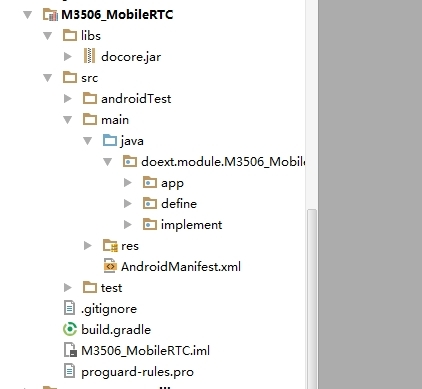 M3506_MobileRTC
libs
docore.jar
src
androidTest
main
java
doext.module.M3506_Mobile
app
define
implement
res
AndroidManifest.xml
test
.gitignore
build.gradle
M3506_MobileRTC.iml
proguard-rules.pro